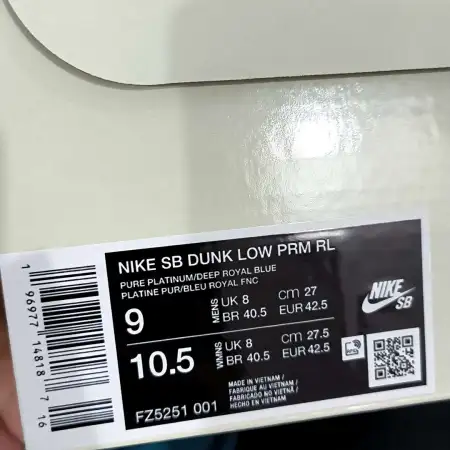 NIKE SB DUNK LOW PRM RL
PURE PLATINUM/DEEP ROYAL BLUE
PLATINE PUR/BLEU ROYAL FNC
9 MENS UK 8 CM 27
BR 40.5 EUR 42.5
10.5 WMNS UK 8 CM 27.5
BR 40.5 EUR 42.5
MADE IN VIETNAM /
FABRIQUE AU VIETNAM /
FABRICADO NO VIETNÃ /
HECHO EN VIETNAM
FZ5251 001
NIKE
SB
RFID
1 96977 14818 7 16